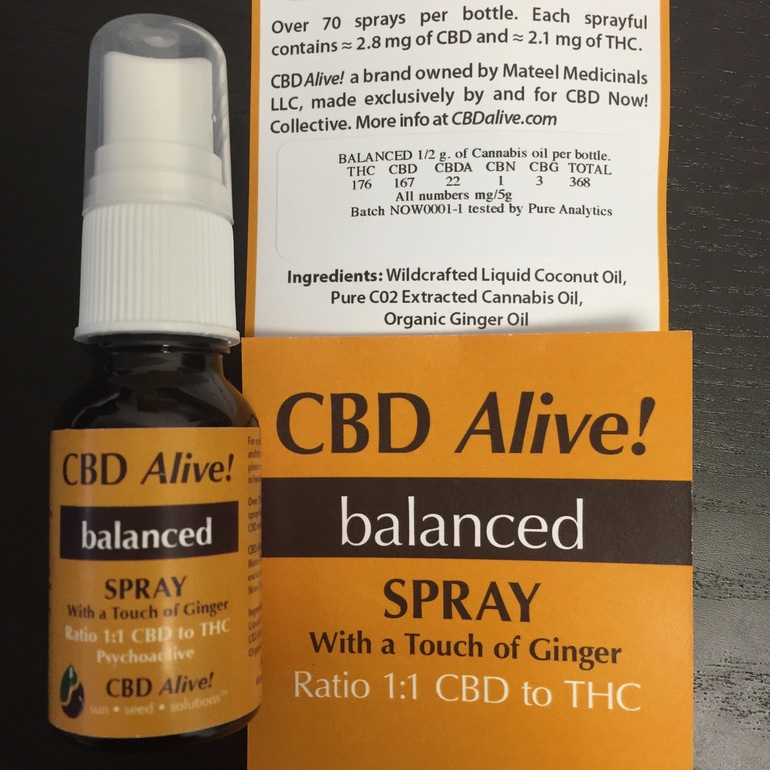 Over 70 sprays per bottle. Each sprayful
contains ≈ 2.8 mg of CBD and ≈ 2.1 mg of THC.
CBD Alive! a brand owned by Mateel Medicinals
LLC, made exclusively by and for CBD Now!
Collective. More info at CBDalive.com
BALANCED 1/2 g. of Cannabis oil per bottle.
THC CBD CBDA CBN CBG TOTAL
176 167 22 1 3 368
All numbers mg/5g
Batch NOW0001-1 tested by Pure Analytics
Ingredients: Wildcrafted Liquid Coconut Oil,
Pure C02 Extracted Cannabis Oil,
Organic Ginger Oil
CBD Alive!
balanced
SPRAY
With a Touch of Ginger
Ratio 1:1 CBD to THC
CBD Alive!
balanced
SPRAY
With a Touch of Ginger
Ratio 1:1 CBD to THC
Psychoactive
CBD Alive!
sun • seed • solutions™